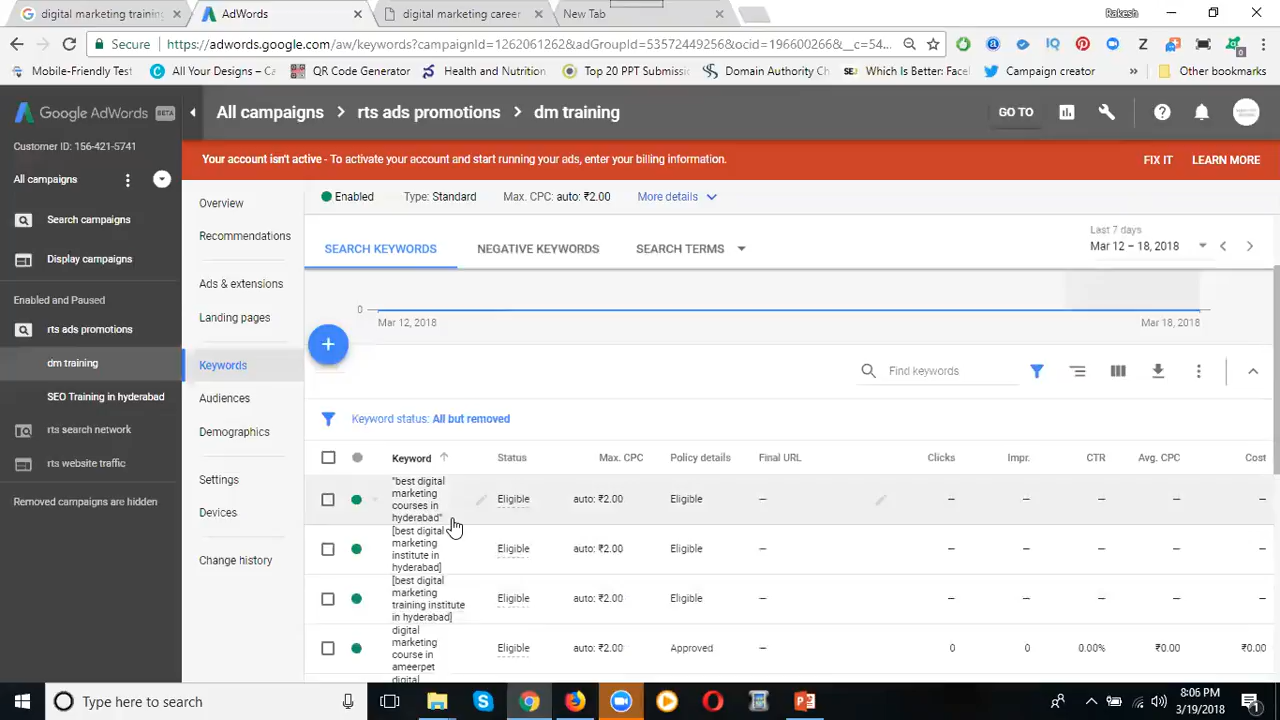 digital marketing training
AdWords
digital marketing career
New Tab
Rakesh
Secure
https://adwords.google.com/aw/keywords?campaignId=1262061262&adGroupId=53572449256&ocid=196600266&__c=54...
Mobile-Friendly Test
All Your Designs – Ca
QR Code Generator
Health and Nutrition
Top 20 PPT Submissi
Domain Authority Ch
Which Is Better: Facel
Campaign creator
»
Other bookmarks
Google AdWords BETA
All campaigns > rts ads promotions > dm training
GO TO
Customer ID: 166-421-5741
Your account isn't active - To activate your account and start running your ads, enter your billing information.
FIX IT
LEARN MORE
All campaigns
Search campaigns
Display campaigns
Enabled and Paused
rts ads promotions
dm training
SEO Training in hyderabad
rts search network
rts website traffic
Removed campaigns are hidden
Overview
Recommendations
Ads & extensions
Landing pages
Keywords
Audiences
Demographics
Settings
Devices
Change history
Enabled
Type: Standard
Max. CPC: auto: ₹2.00
More details
SEARCH KEYWORDS
NEGATIVE KEYWORDS
SEARCH TERMS
Last 7 days
Mar 12 – 18, 2018
0
Mar 12, 2018
Mar 18, 2018
Find keywords
Keyword status: All but removed
Keyword
Status
Max. CPC
Policy details
Final URL
Clicks
Impr.
CTR
Avg. CPC
Cost
"best digital
marketing
courses in
hyderabad"
Eligible
auto: ₹2.00
Eligible
—
—
—
—
—
—
[best digital
marketing
institute in
hyderabad]
Eligible
auto: ₹2.00
Eligible
—
—
—
—
—
—
[best digital
marketing
training institute
in hyderabad]
Eligible
auto: ₹2.00
Eligible
—
—
—
—
—
—
digital
marketing
course in
ameerpet
Eligible
auto: ₹2.00
Approved
—
0
0
0.00%
₹0.00
₹0.00
digital
Type here to search
8:06 PM
3/19/2018